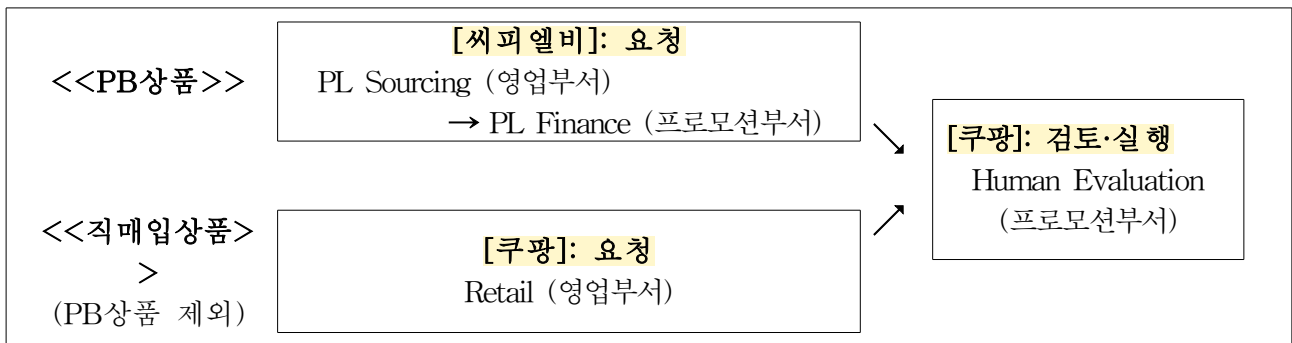 <<PB상품>>
[씨피엘비]: 요청
PL Sourcing (영업부서)
→ PL Finance (프로모션부서)
<<직매입상품>
>
(PB상품 제외)
[쿠팡]: 요청
Retail (영업부서)
[쿠팡]: 검토·실행
Human Evaluation
(프로모션부서)